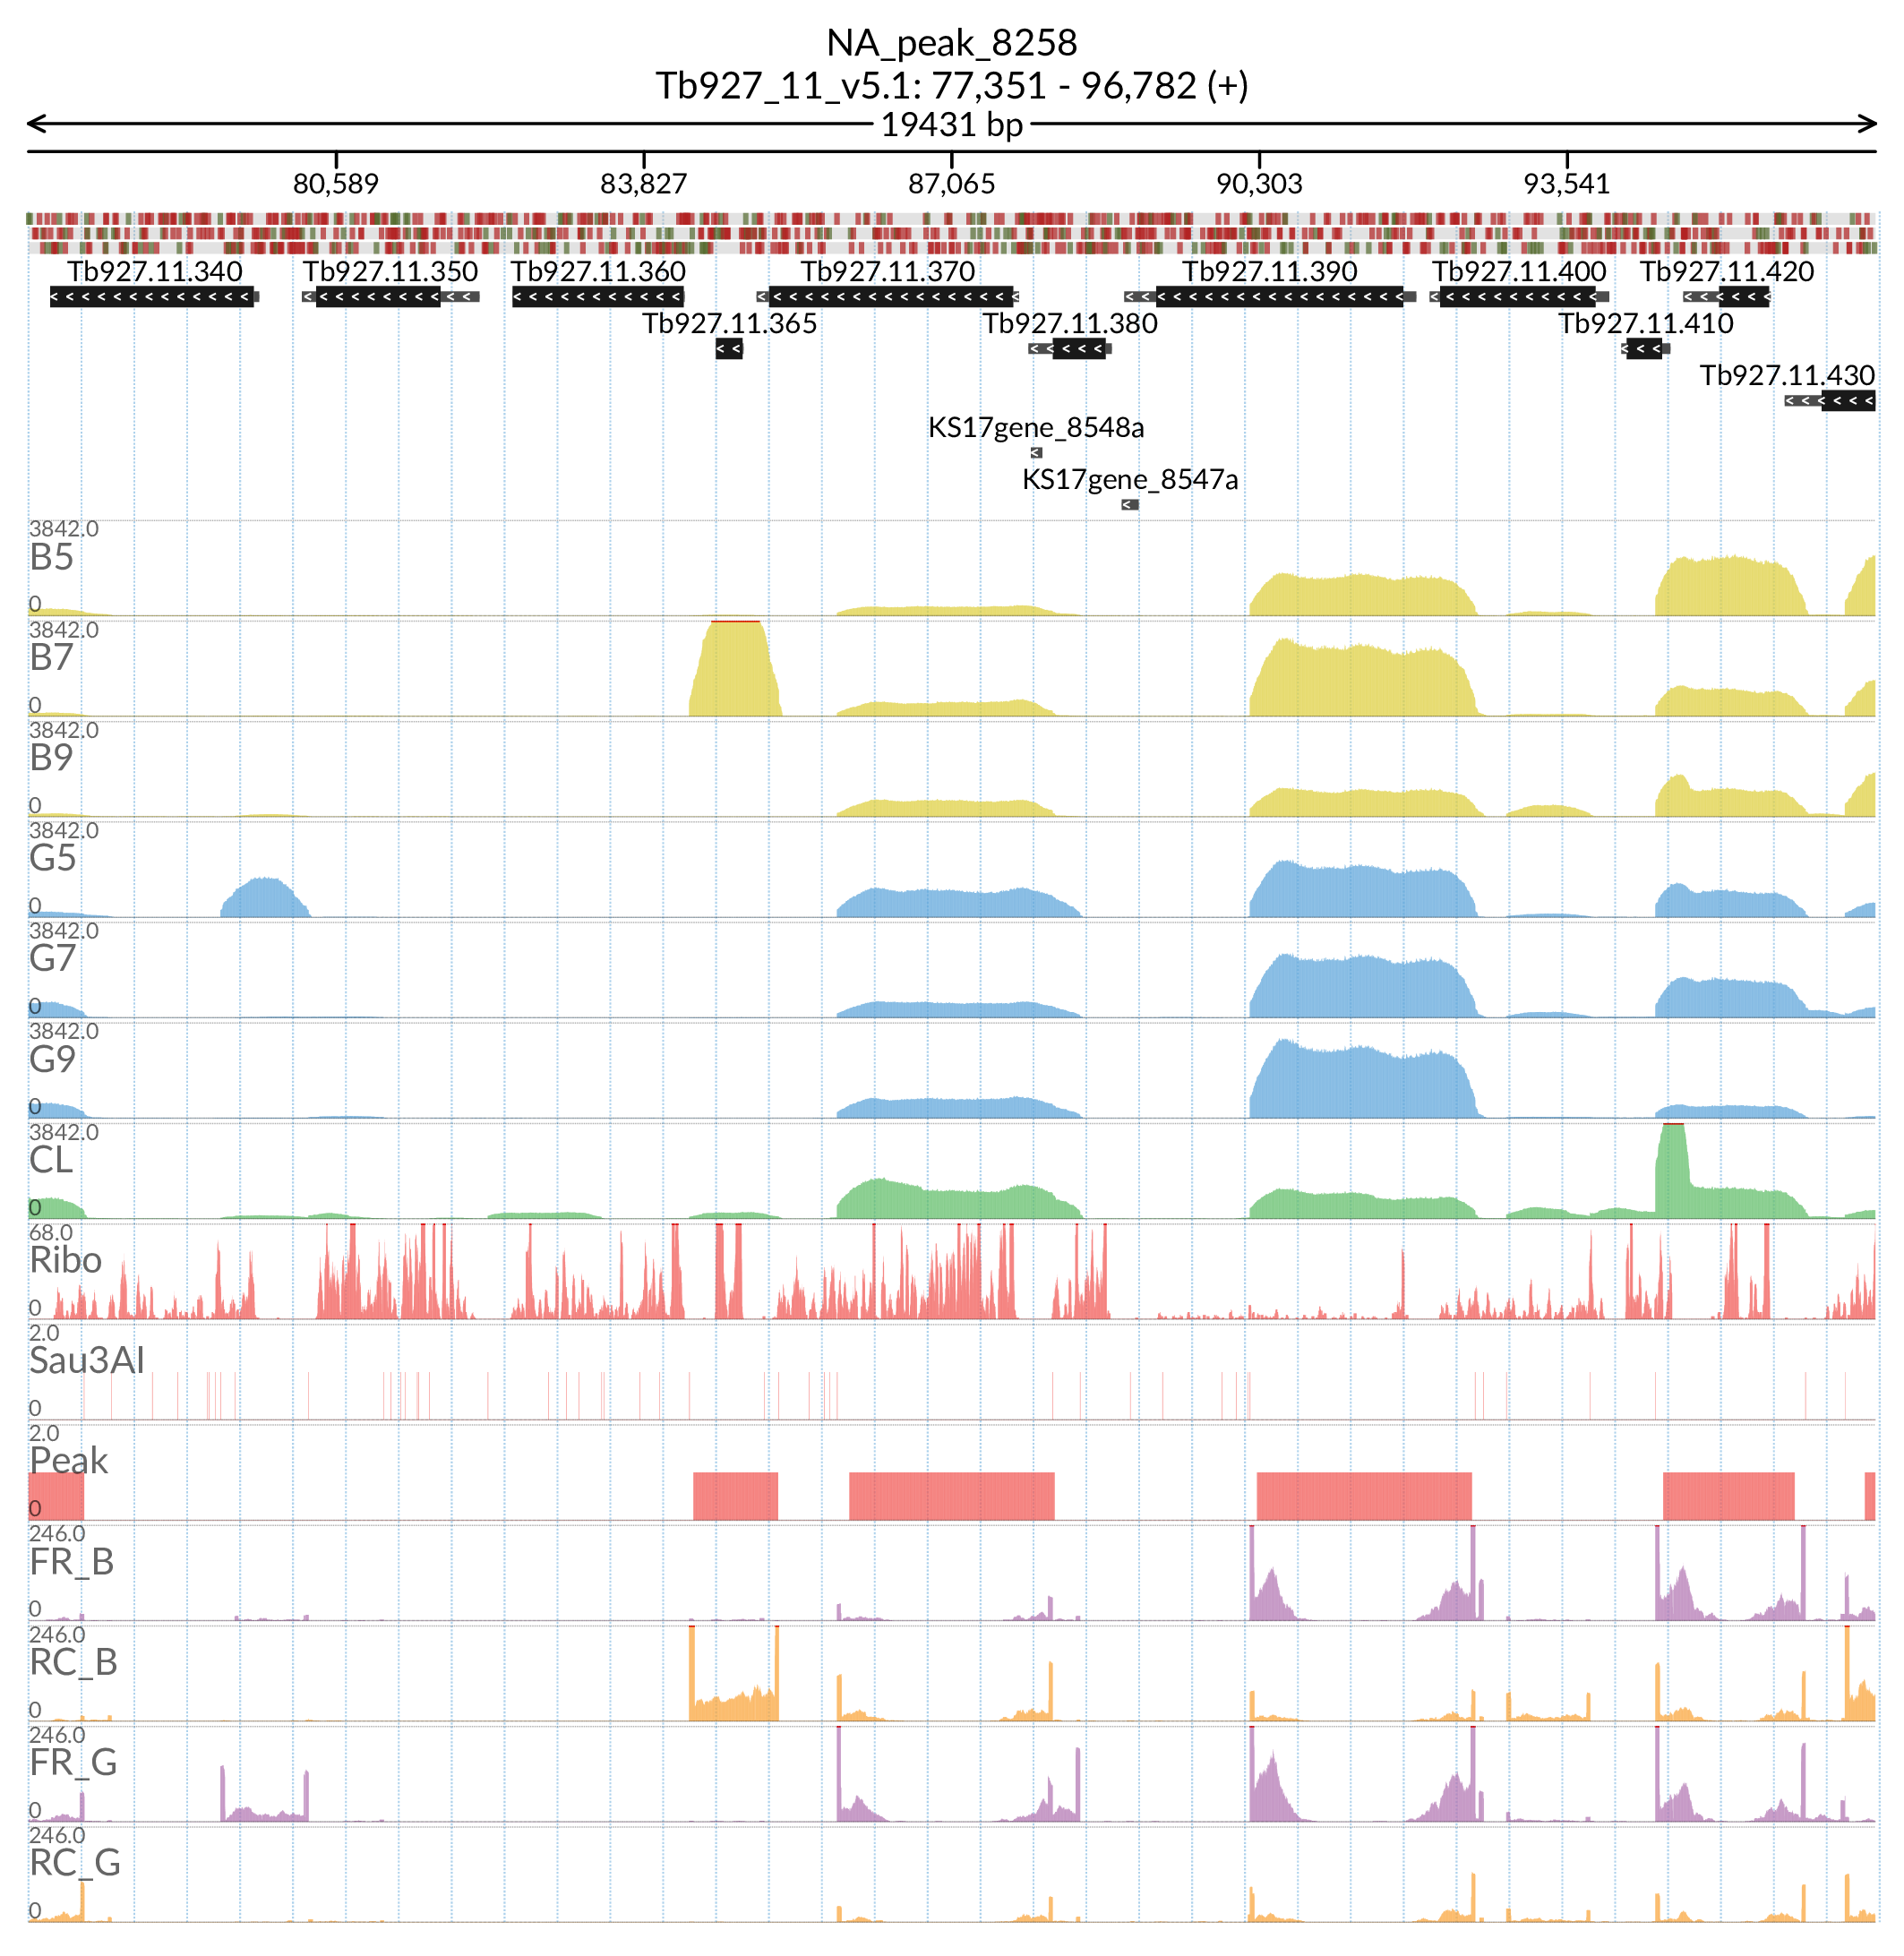 NA_peak_8258
Tb927_11_v5.1: 77,351 - 96,782 (+)
19431 bp
80,589 83,827 87,065 90,303 93,541
Tb927.11.340 Tb927.11.350 Tb927.11.360 Tb927.11.370 Tb927.11.390 Tb927.11.400 Tb927.11.420
Tb927.11.365 Tb927.11.380 Tb927.11.410
Tb927.11.430
KS17gene_8548a
KS17gene_8547a
3842.0
B5
0
3842.0
B7
0
3842.0
B9
0
3842.0
G5
0
3842.0
G7
0
3842.0
G9
0
3842.0
CL
0
68.0
Ribo
0
2.0
Sau3AI
0
2.0
Peak
0
246.0
FR_B
0
246.0
RC_B
0
246.0
FR_G
0
246.0
RC_G
0